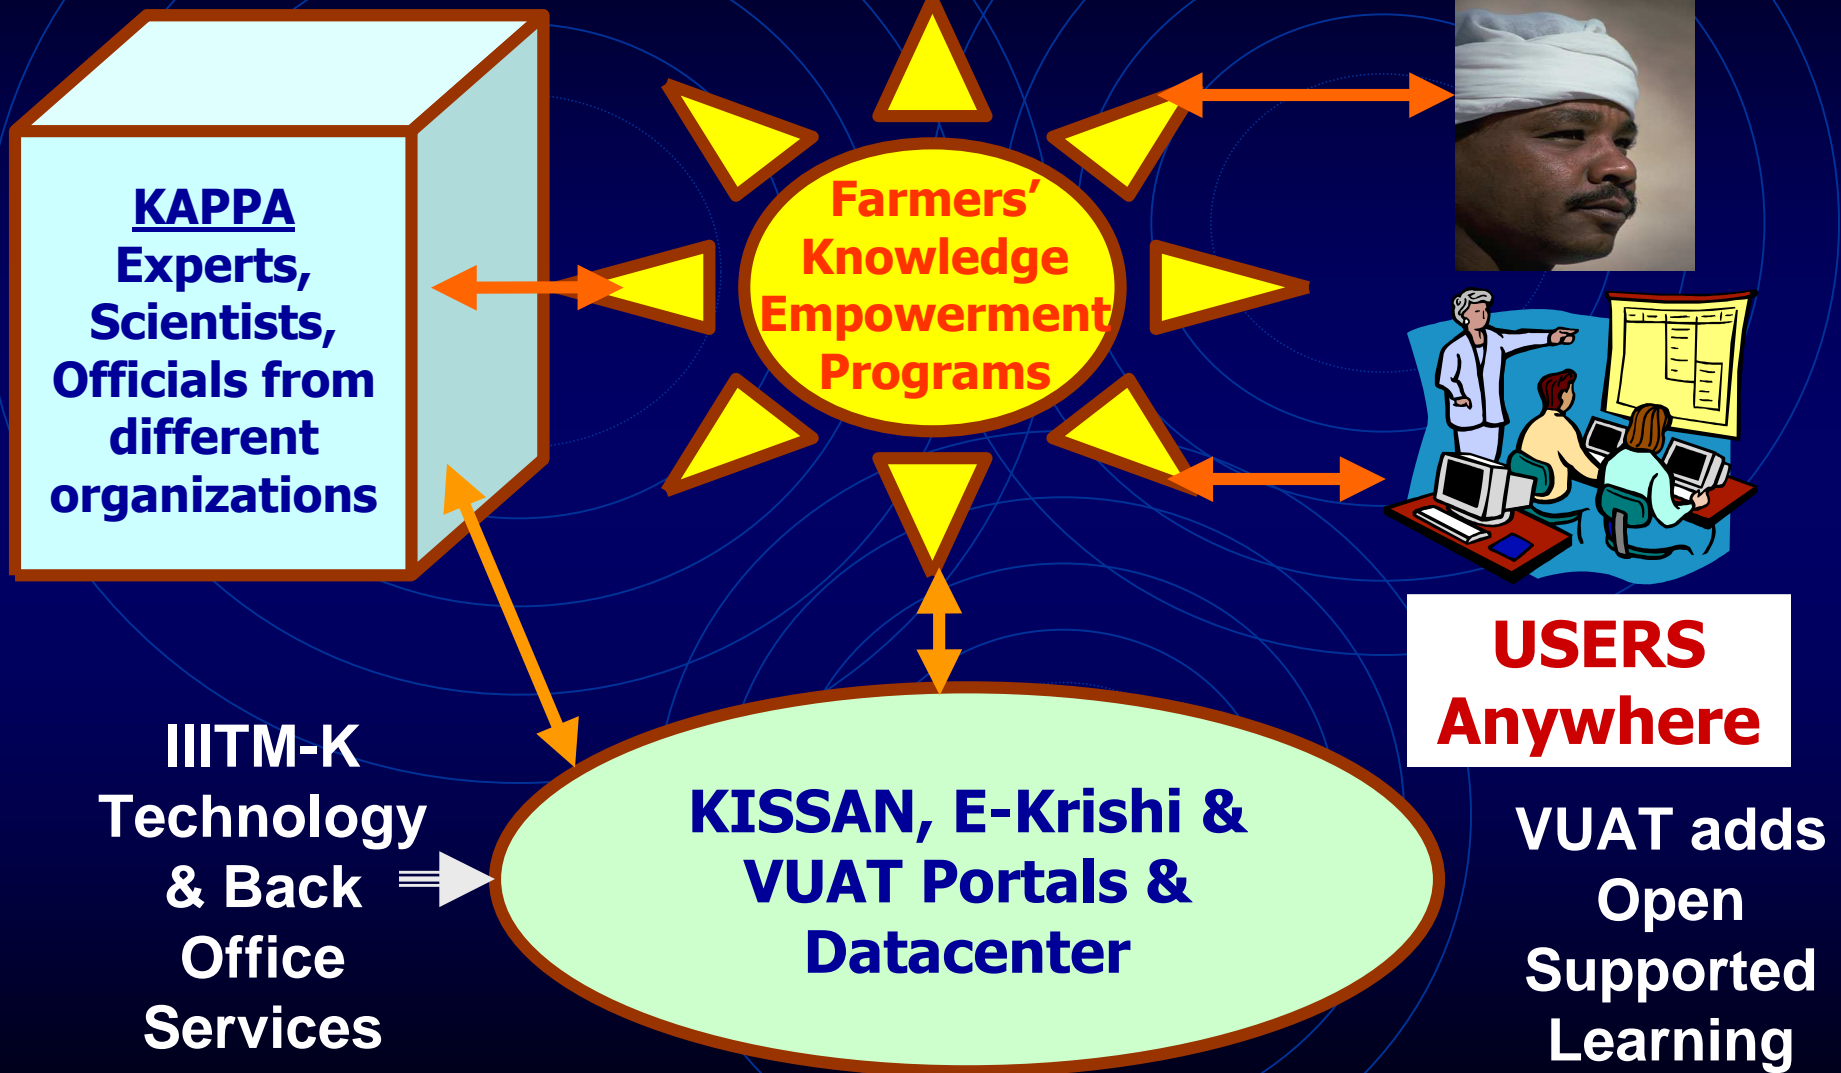 KAPPA
Experts,
Scientists,
Officials from
different
organizations
Farmers’
Knowledge
Empowerment
Programs
USERS
Anywhere
IIITM-K
Technology
& Back
Office
Services
KISSAN, E-Krishi &
VUAT Portals &
Datacenter
VUAT adds
Open
Supported
Learning